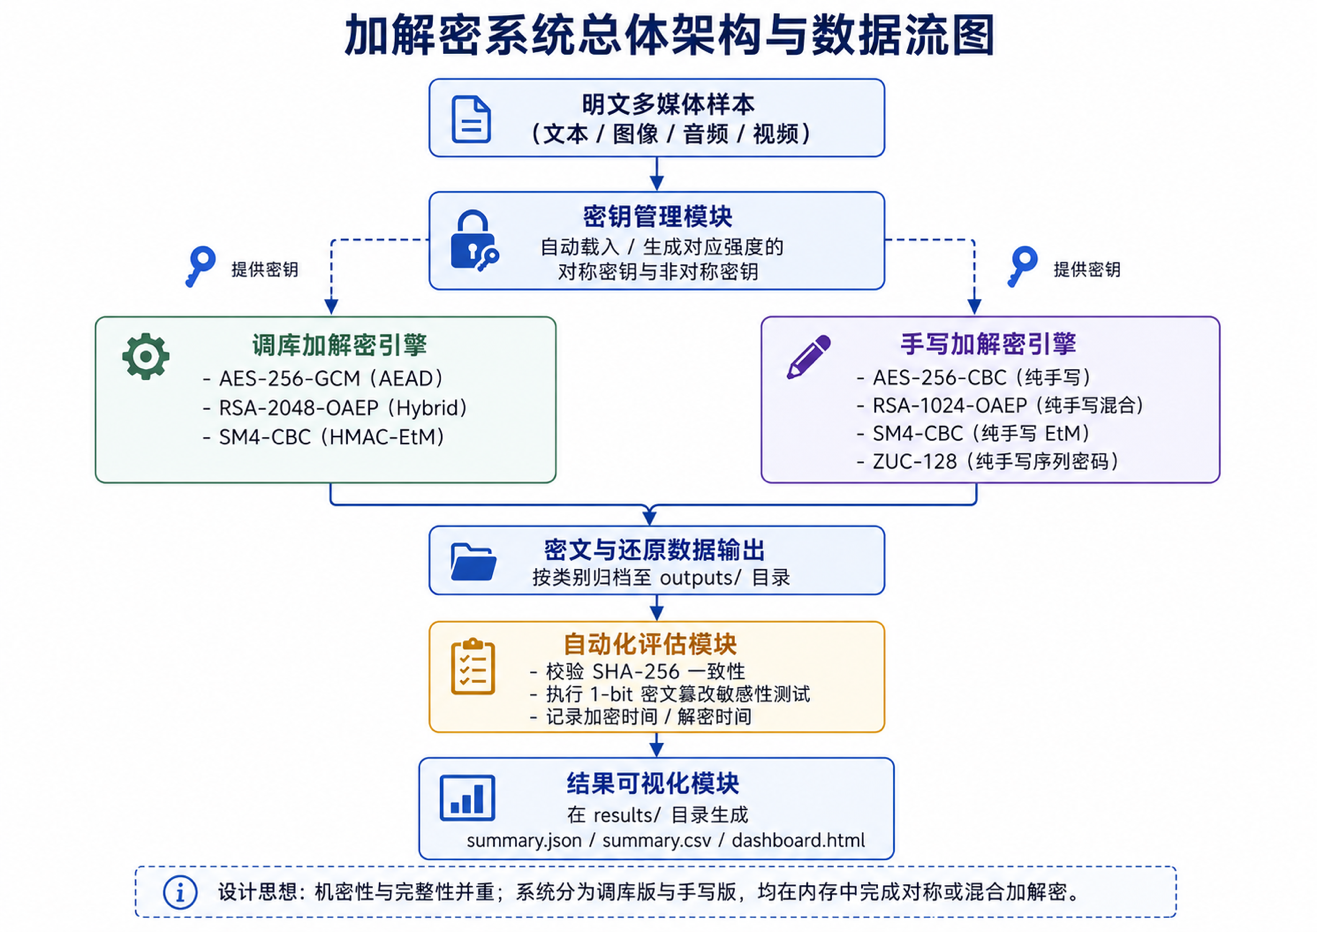 加解密系统总体架构与数据流图
明文多媒体样本
（文本 / 图像 / 音频 / 视频）
密钥管理模块
自动载入 / 生成对应强度的
对称密钥与非对称密钥
提供密钥
提供密钥
调库加解密引擎
- AES-256-GCM（AEAD）
- RSA-2048-OAEP（Hybrid）
- SM4-CBC（HMAC-EtM）
手写加解密引擎
- AES-256-CBC（纯手写）
- RSA-1024-OAEP（纯手写混合）
- SM4-CBC（纯手写 EtM）
- ZUC-128（纯手写序列密码）
密文与还原数据输出
按类别归档至 outputs/ 目录
自动化评估模块
- 校验 SHA-256 一致性
- 执行 1-bit 密文篡改敏感性测试
- 记录加密时间 / 解密时间
结果可视化模块
在 results/ 目录生成
summary.json / summary.csv / dashboard.html
设计思想：机密性与完整性并重；系统分为调库版与手写版，均在内存中完成对称或混合加解密。